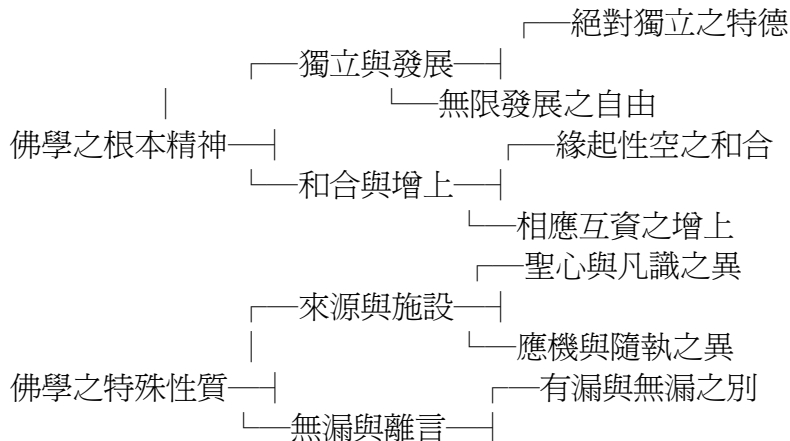 ┌──絕對獨立之特德
┌──獨立與發展──┤
│ └──無限發展之自由
佛學之根本精神──┤ ┌──緣起性空之和合
└──和合與增上──┤
└──相應互資之增上
┌──聖心與凡識之異
┌──來源與施設──┤
│ └──應機與隨執之異
佛學之特殊性質──┤ ┌──有漏與無漏之別
└──無漏與離言──┤